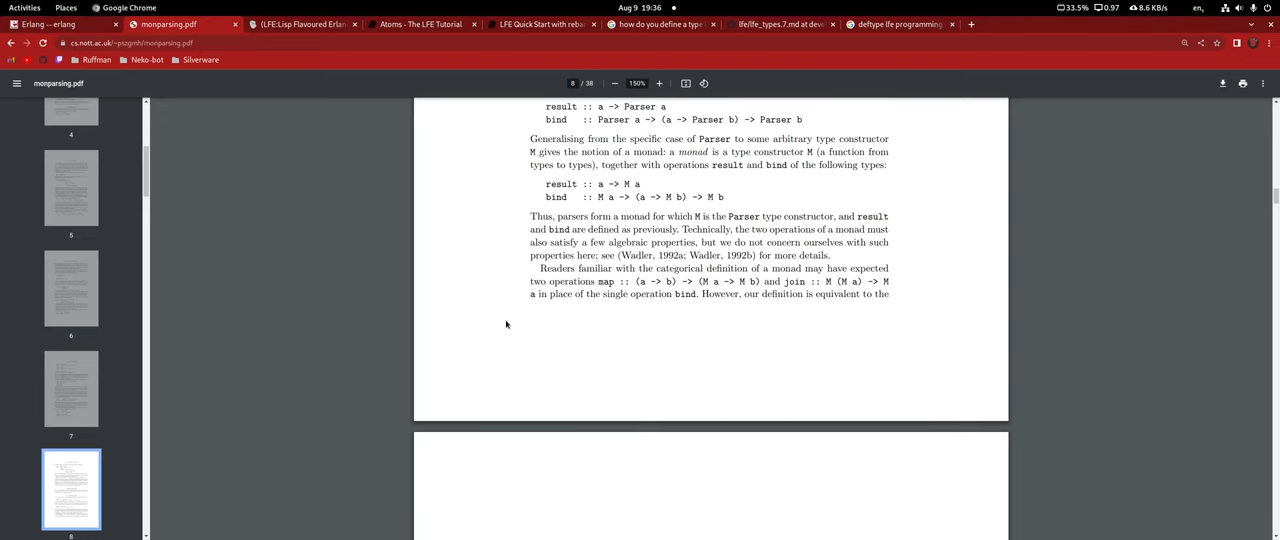 Activities Places Google Chrome Aug 9 19:36 33.5% 0.97 8.6 KB/s en
Erlang -- erlang monparsing.pdf (LFE:Lisp Flavoured Erlan Atoms - The LFE Tutorial LFE Quick Start with reba how do you define a type lfe/lfe_types.7.md at deve deftype lfe programming
cs.nott.ac.uk/~pszgmh/monparsing.pdf
Ruffman Neko-bot Silverware
monparsing.pdf 8 / 38 150%
4
5
6
7
8
result :: a -> Parser a
bind :: Parser a -> (a -> Parser b) -> Parser b
Generalising from the specific case of Parser to some arbitrary type constructor
M gives the notion of a monad: a monad is a type constructor M (a function from
types to types), together with operations result and bind of the following types:
result :: a -> M a
bind :: M a -> (a -> M b) -> M b
Thus, parsers form a monad for which M is the Parser type constructor, and result
and bind are defined as previously. Technically, the two operations of a monad must
also satisfy a few algebraic properties, but we do not concern ourselves with such
properties here; see (Wadler, 1992a; Wadler, 1992b) for more details.
Readers familiar with the categorical definition of a monad may have expected
two operations map :: (a -> b) -> (M a -> M b) and join :: M (M a) -> M
a in place of the single operation bind. However, our definition is equivalent to the